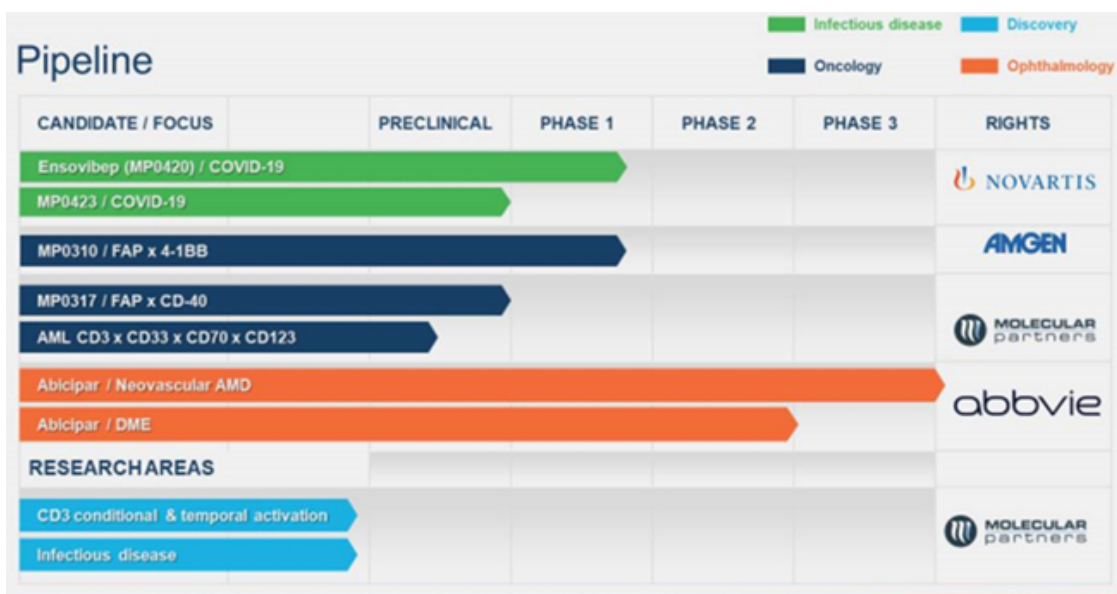 Infectious disease
Discovery
Pipeline
Oncology
Ophthalmology
CANDIDATE / FOCUS
PRECLINICAL
PHASE 1
PHASE 2
PHASE 3
RIGHTS
Ensovibep (MP0420) / COVID-19
MP0423 / COVID-19
NOVARTIS
MP0310 / FAP x 4-1BB
AMGEN
MP0317 / FAP x CD-40
AML CD3 x CD33 x CD70 x CD123
MOLECULAR
partners
Abicipar / Neovascular AMD
Abicipar / DME
abbvie
RESEARCH AREAS
CD3 conditional & temporal activation
Infectious disease
MOLECULAR
partners